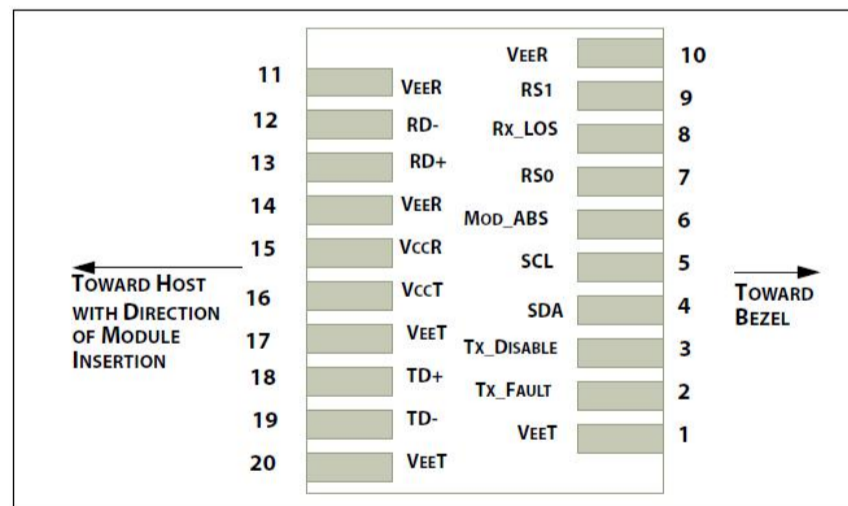 11 VEER
12 RD-
13 RD+
14 VEER
15 VCCR
16 VCCT
17 VEET
18 TD+
19 TD-
20 VEET
VEER 10
RS1 9
RX_LOS 8
RS0 7
MOD_ABS 6
SCL 5
SDA 4
TX_DISABLE 3
TX_FAULT 2
VEET 1
TOWARD HOST
WITH DIRECTION
OF MODULE
INSERTION
TOWARD
BEZEL